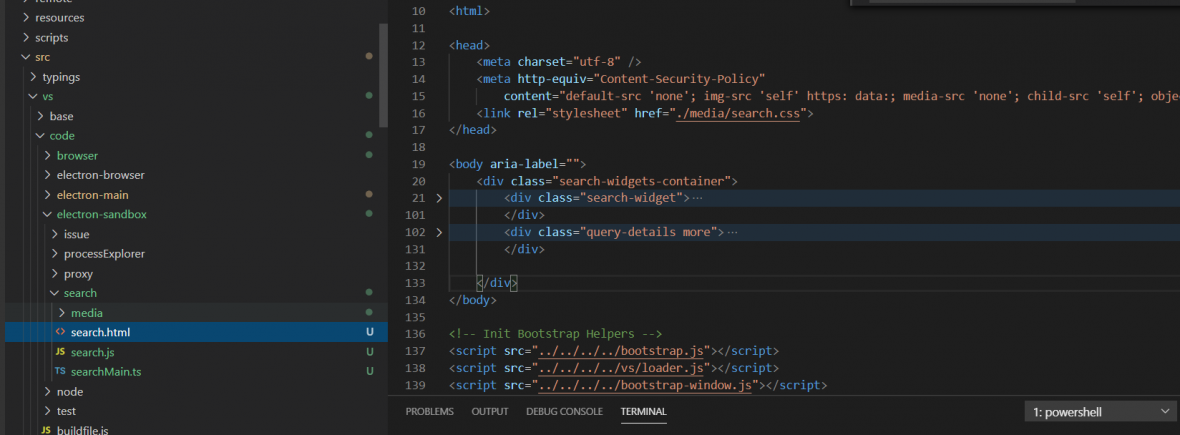 remote
resources
scripts
src
typings
vs
base
code
browser
electron-browser
electron-main
electron-sandbox
issue
processExplorer
proxy
search
media
<> search.html U
JS search.js U
TS searchMain.ts U
node
test
JS buildfile.js
10 <html>
11
12 <head>
13 <meta charset="utf-8" />
14 <meta http-equiv="Content-Security-Policy"
15 content="default-src 'none'; img-src 'self' https: data:; media-src 'none'; child-src 'self'; obje
16 <link rel="stylesheet" href="./media/search.css">
17 </head>
18
19 <body aria-label="">
20 <div class="search-widgets-container">
21 <div class="search-widget">…
101 </div>
102 <div class="query-details more">…
131 </div>
132
133 </div>
134 </body>
135
136 <!-- Init Bootstrap Helpers -->
137 <script src="../../../../bootstrap.js"></script>
138 <script src="../../../../vs/loader.js"></script>
139 <script src="../../../../bootstrap-window.js"></script>
PROBLEMS OUTPUT DEBUG CONSOLE TERMINAL 1: powershell